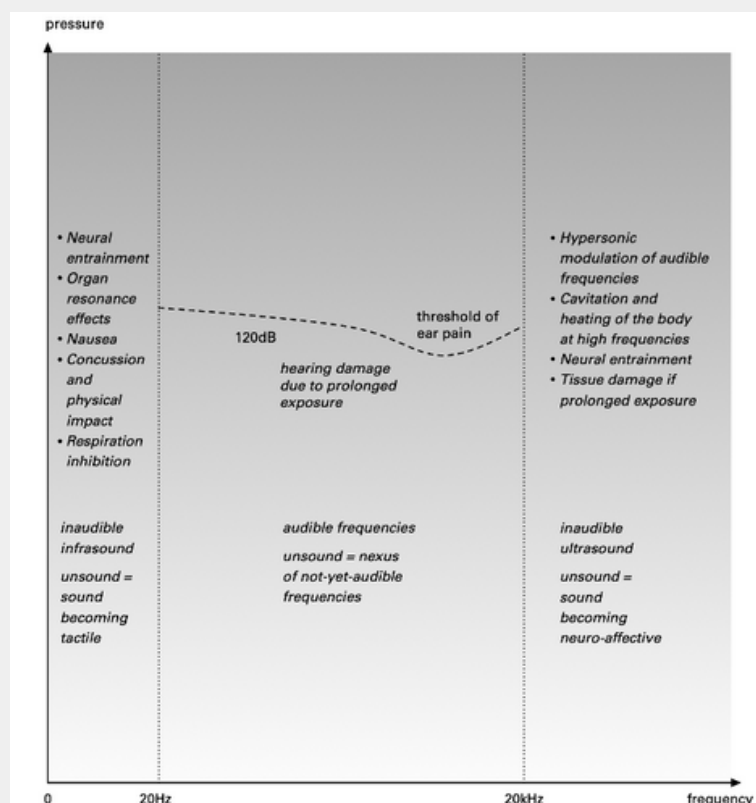 pressure
• Neural
entrainment
• Organ
resonance
effects
• Nausea
• Concussion
and
physical
impact
• Respiration
inhibition
120dB
threshold of
ear pain
hearing damage
due to prolonged
exposure
• Hypersonic
modulation of audible
frequencies
• Cavitation and
heating of the body
at high frequencies
• Neural entrainment
• Tissue damage if
prolonged exposure
inaudible
infrasound
unsound =
sound
becoming
tactile
audible frequencies
unsound = nexus
of not-yet-audible
frequencies
inaudible
ultrasound
unsound =
sound
becoming
neuro-affective
0
20Hz
20kHz
frequency